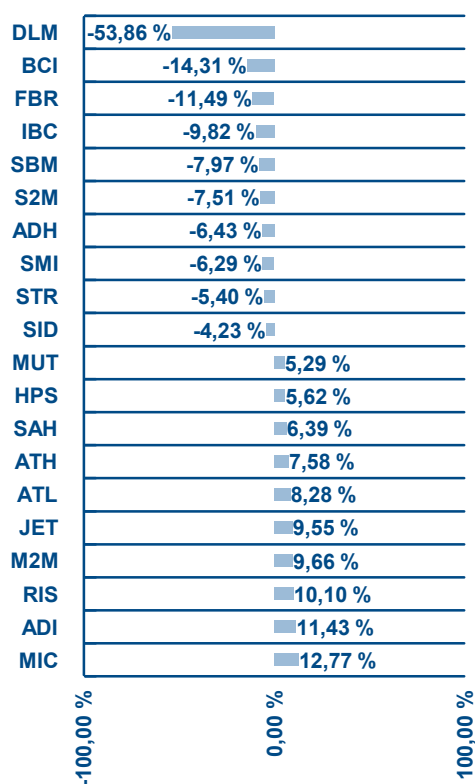 DLM -53,86 %
BCI -14,31 %
FBR -11,49 %
IBC -9,82 %
SBM -7,97 %
S2M -7,51 %
ADH -6,43 %
SMI -6,29 %
STR -5,40 %
SID -4,23 %
MUT 5,29 %
HPS 5,62 %
SAH 6,39 %
ATH 7,58 %
ATL 8,28 %
JET 9,55 %
M2M 9,66 %
RIS 10,10 %
ADI 11,43 %
MIC 12,77 %
-100,00 %
0,00 %
100,00 %